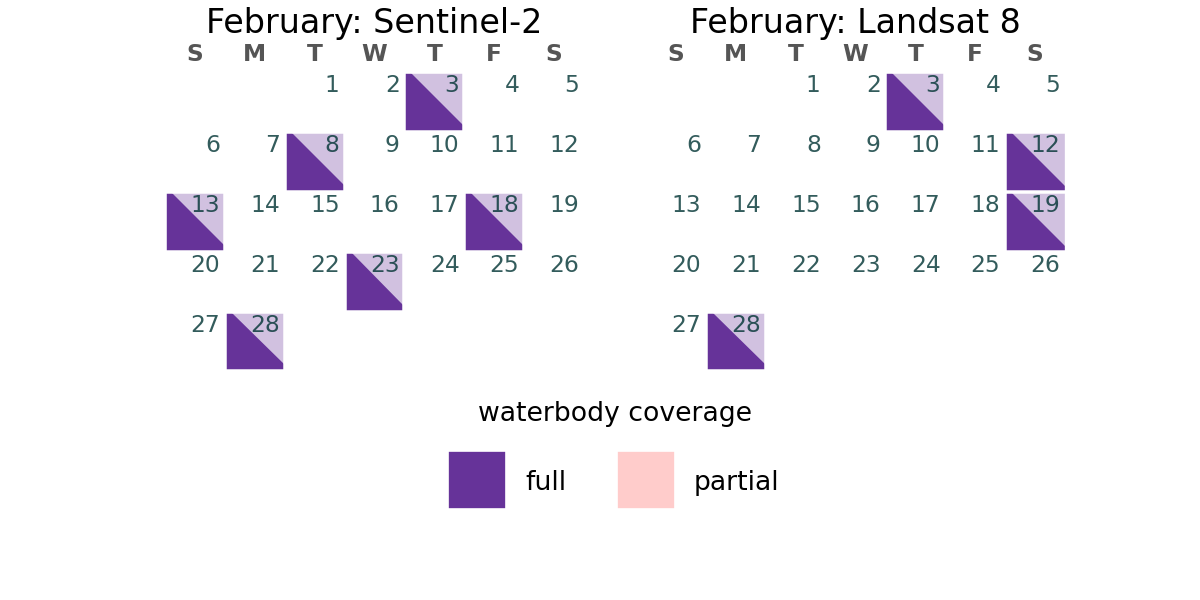 February: Sentinel-2
S M T W T F S
1 2 3 4 5
6 7 8 9 10 11 12
13 14 15 16 17 18 19
20 21 22 23 24 25 26
27 28
February: Landsat 8
S M T W T F S
1 2 3 4 5
6 7 8 9 10 11 12
13 14 15 16 17 18 19
20 21 22 23 24 25 26
27 28
waterbody coverage
full partial